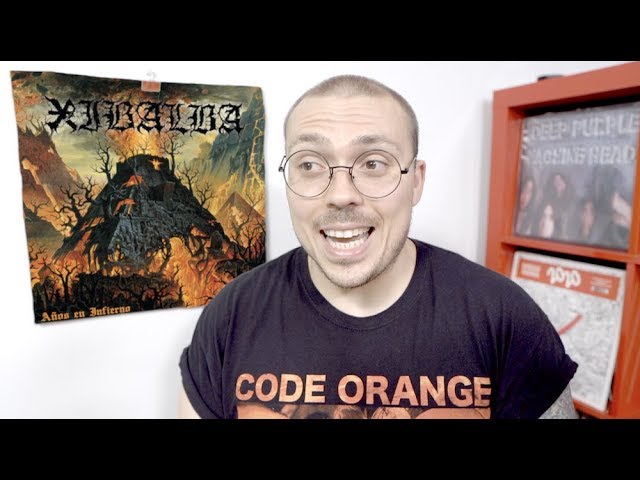 XIBALBA
Años en Infierno
DEEP PURPLE
MACHINE HEAD
CODE ORANGE